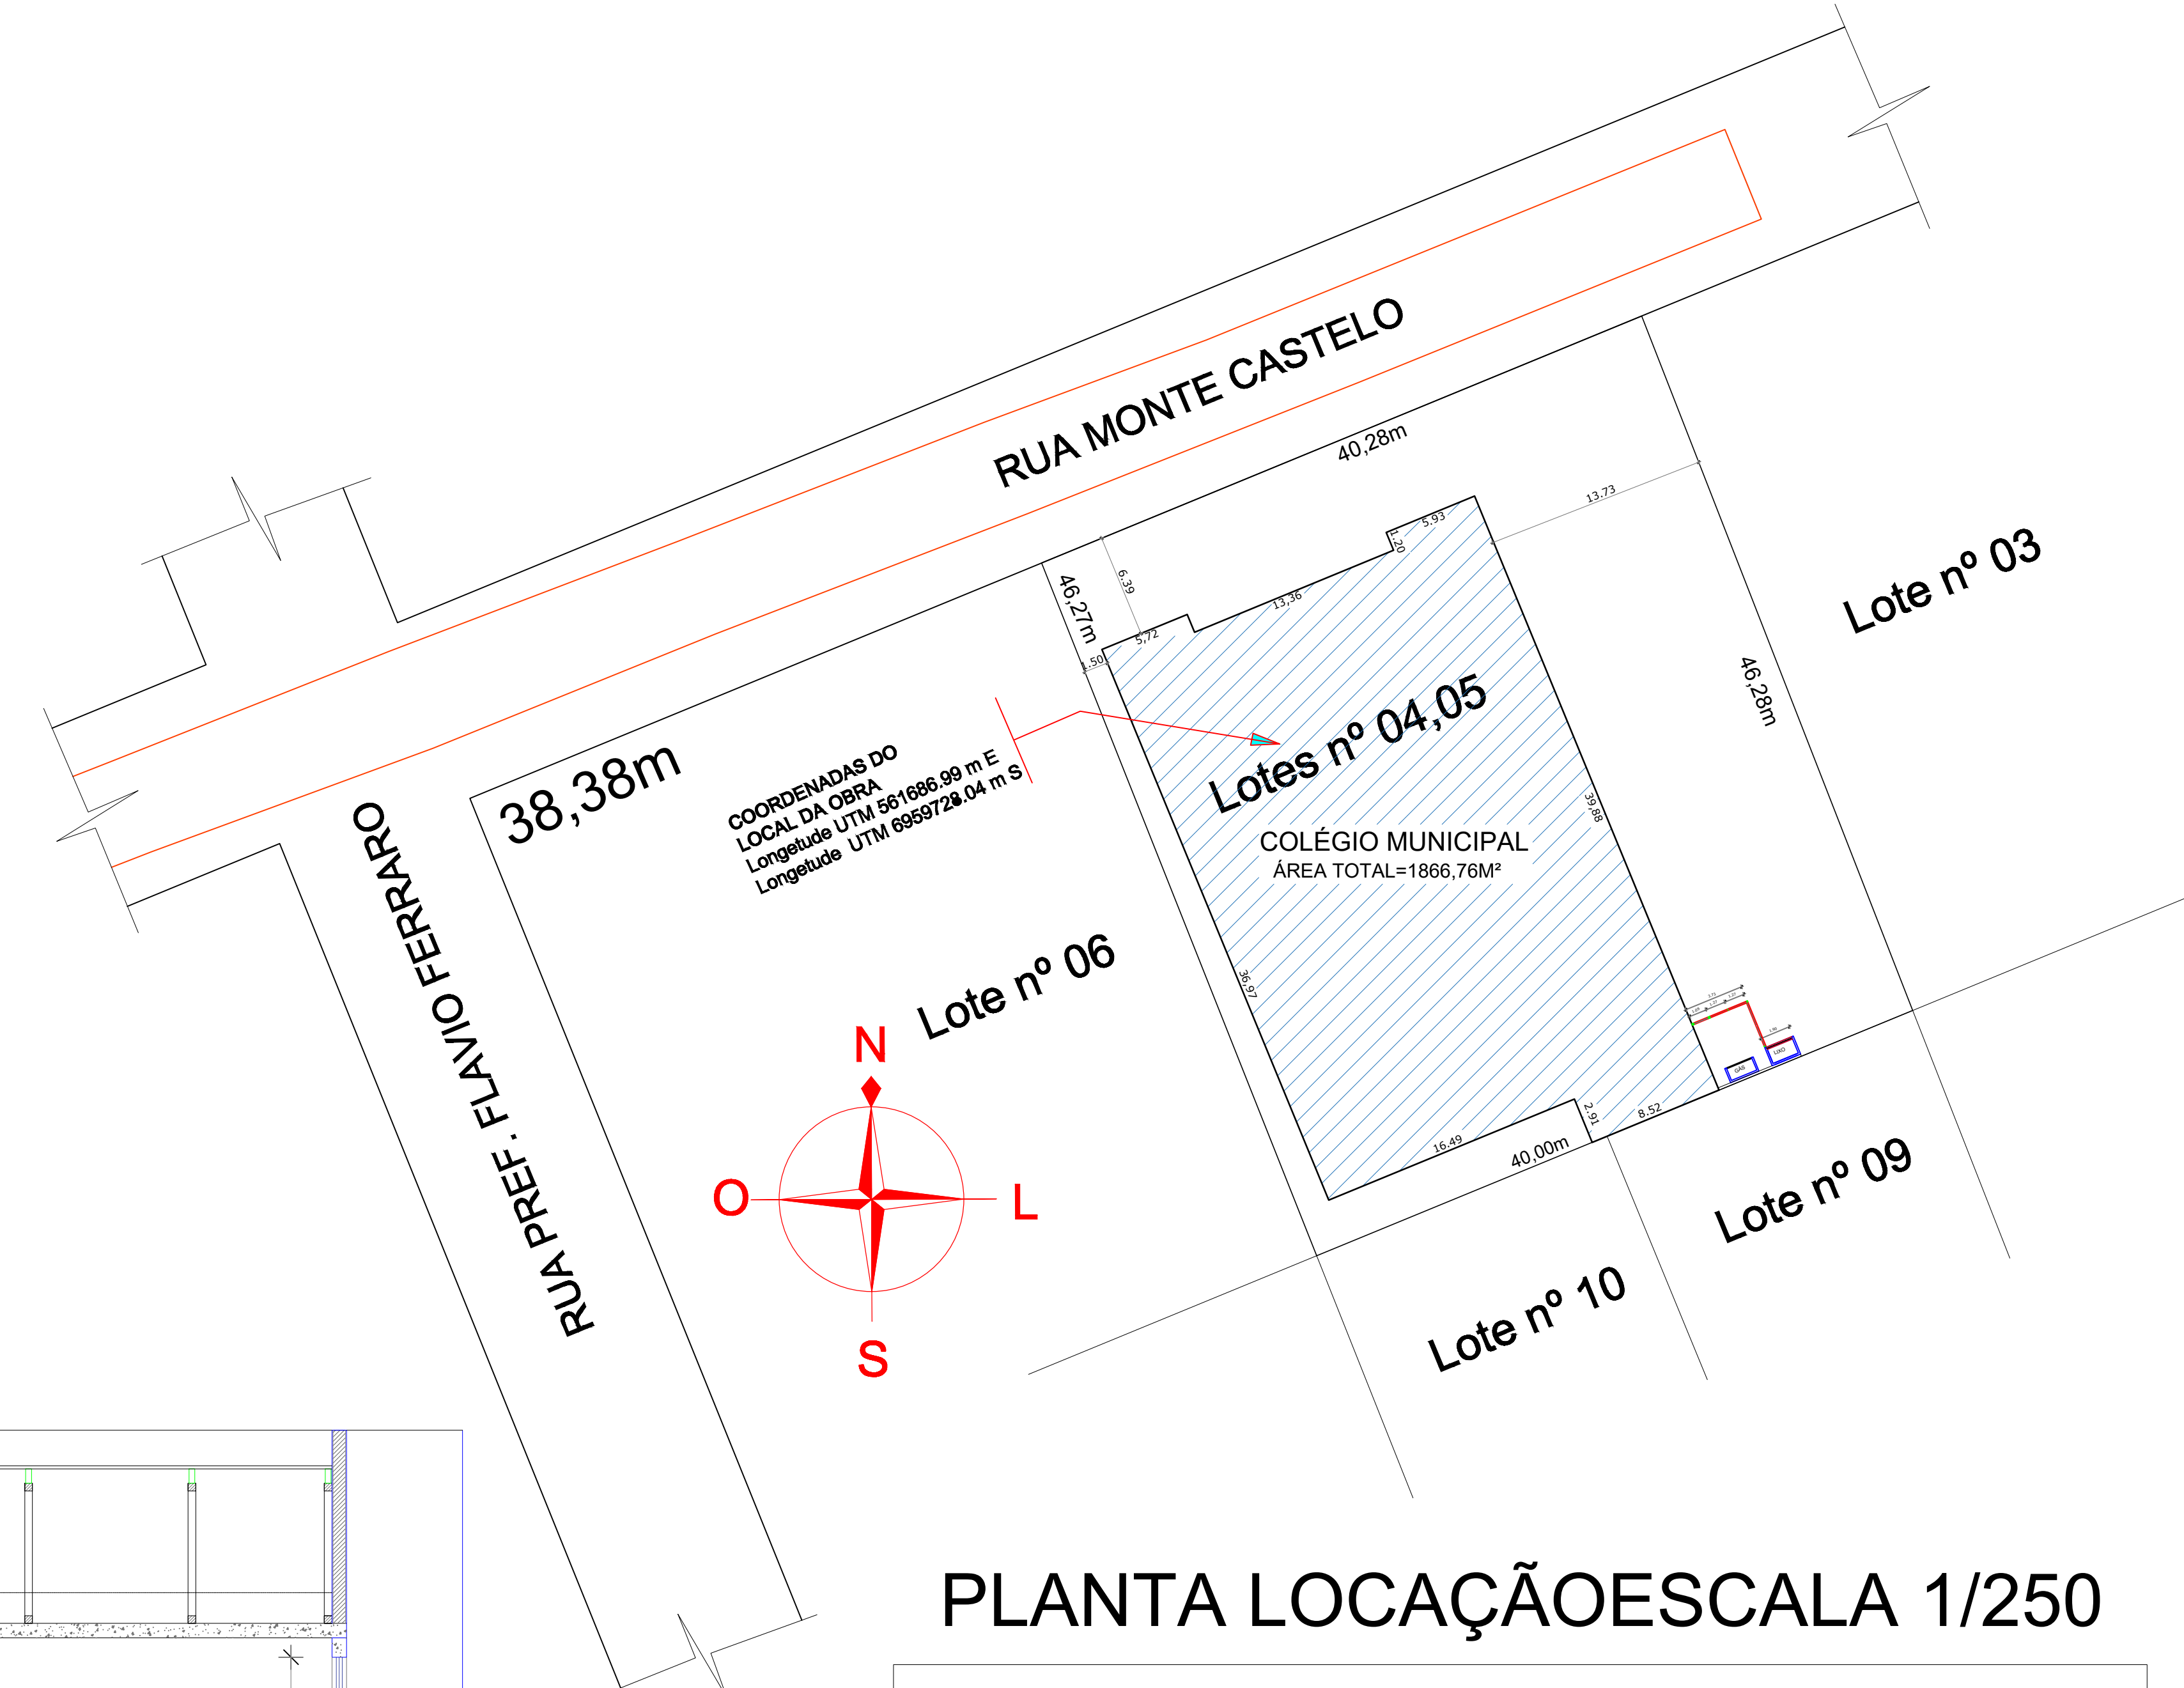 RUA MONTE CASTELO
40,28m
13.73
5.93
1.20
Lote nº 03
6.39
46,27m
13,36
5,72
1.50
46,28m
Lotes nº 04,05
38,38m
COORDENADAS DO
LOCAL DA OBRA
Longetude UTM 561686.99 m E
Longetude UTM 6959728.04 m S
39,88
COLÉGIO MUNICIPAL
ÁREA TOTAL=1866,76M²
RUA PREF. FLAVIO FERRARO
Lote nº 06
36,97
N
O
L
S
LIXO
GÁS
2.91
8.52
16.49
40,00m
Lote nº 09
Lote nº 10
PLANTA LOCAÇÃOESCALA 1/250